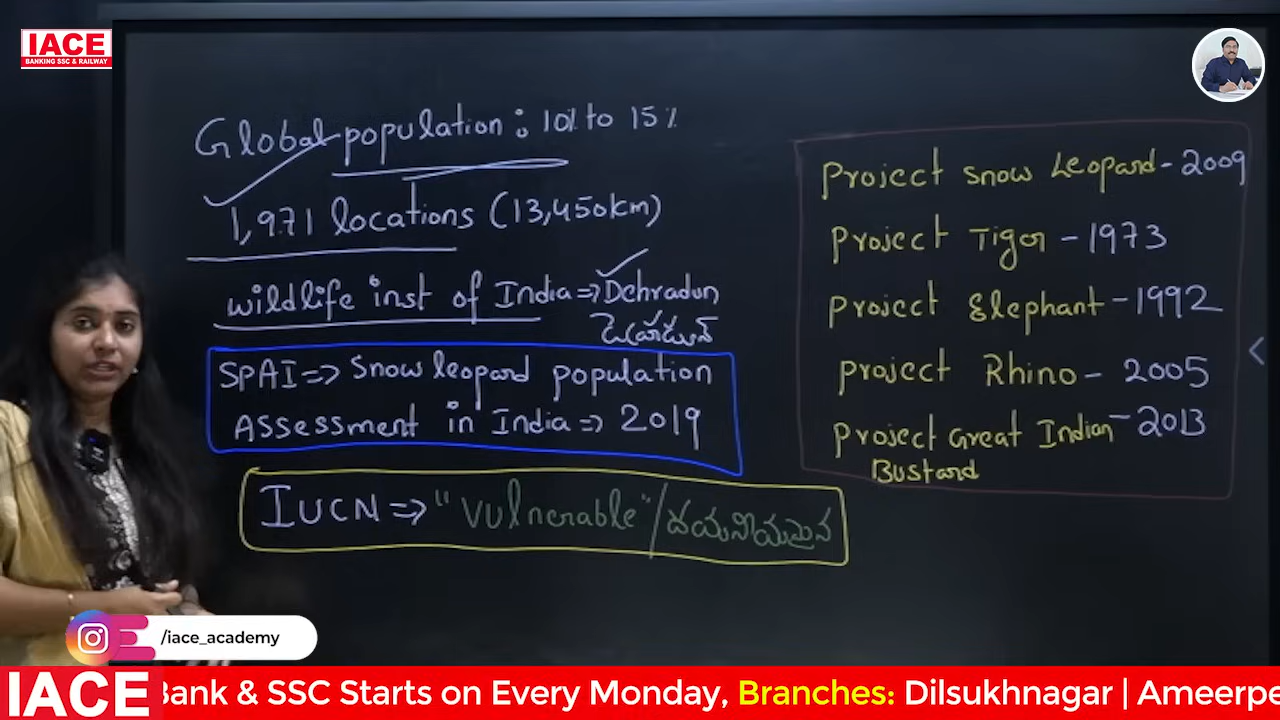 IACE
BANKING SSC & RAILWAY
Global population : 10% to 15%
1,971 locations (13,450km)
wildlife inst of India => Dehradun
SPAI => Snow leopard population
Assessment in India => 2019
IUCN => "Vulnerable" / దయనీయమైన
Project Snow Leopard - 2009
Project Tiger - 1973
Project Elephant - 1992
Project Rhino - 2005
Project Great Indian - 2013
Bustard
/iace_academy
IACE
Bank & SSC Starts on Every Monday, Branches: Dilsukhnagar | Ameerpe